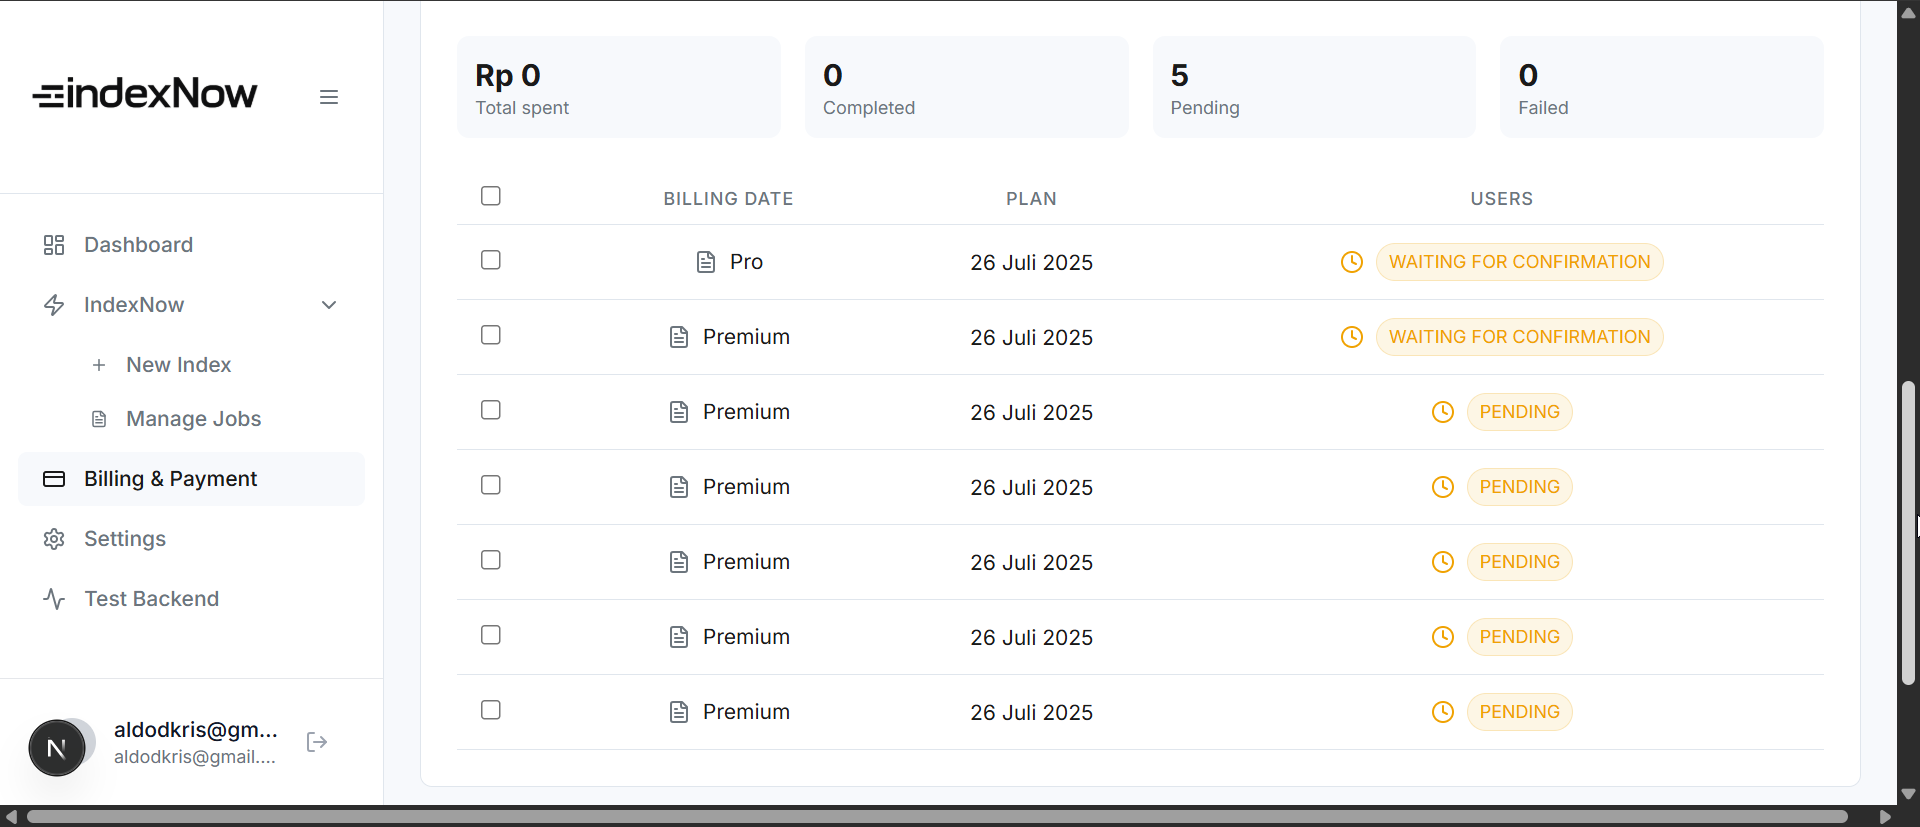 indexNow
Dashboard
IndexNow
New Index
Manage Jobs
Billing & Payment
Settings
Test Backend
N
aldodkris@gm...
aldodkris@gmail....
Rp 0
Total spent
0
Completed
5
Pending
0
Failed
BILLING DATE PLAN USERS
Pro 26 Juli 2025 WAITING FOR CONFIRMATION
Premium 26 Juli 2025 WAITING FOR CONFIRMATION
Premium 26 Juli 2025 PENDING
Premium 26 Juli 2025 PENDING
Premium 26 Juli 2025 PENDING
Premium 26 Juli 2025 PENDING
Premium 26 Juli 2025 PENDING